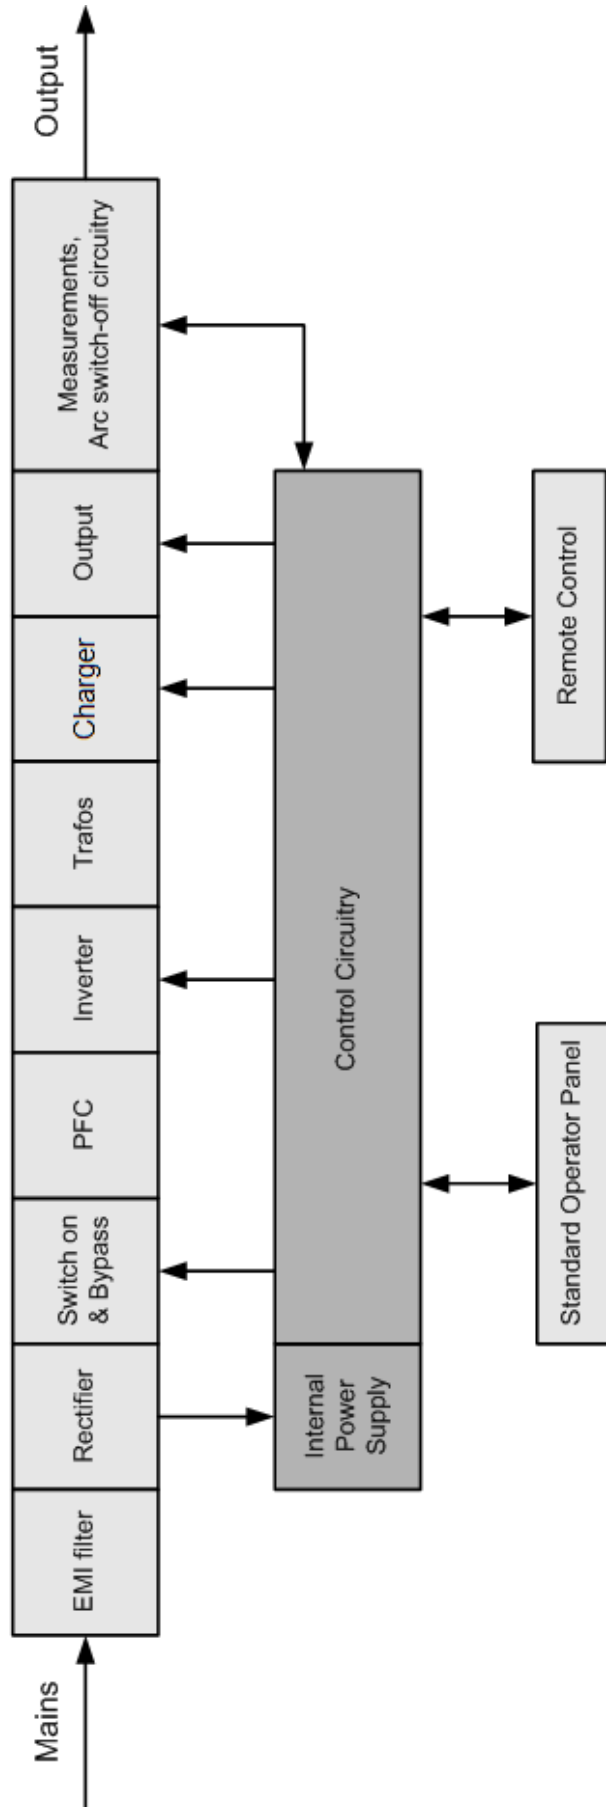 Mains
EMI filter
Rectifier
Switch on
& Bypass
PFC
Inverter
Trafos
Charger
Output
Measurements,
Arc switch-off circuitry
Output
Internal
Power
Supply
Control Circuitry
Standard Operator Panel
Remote Control